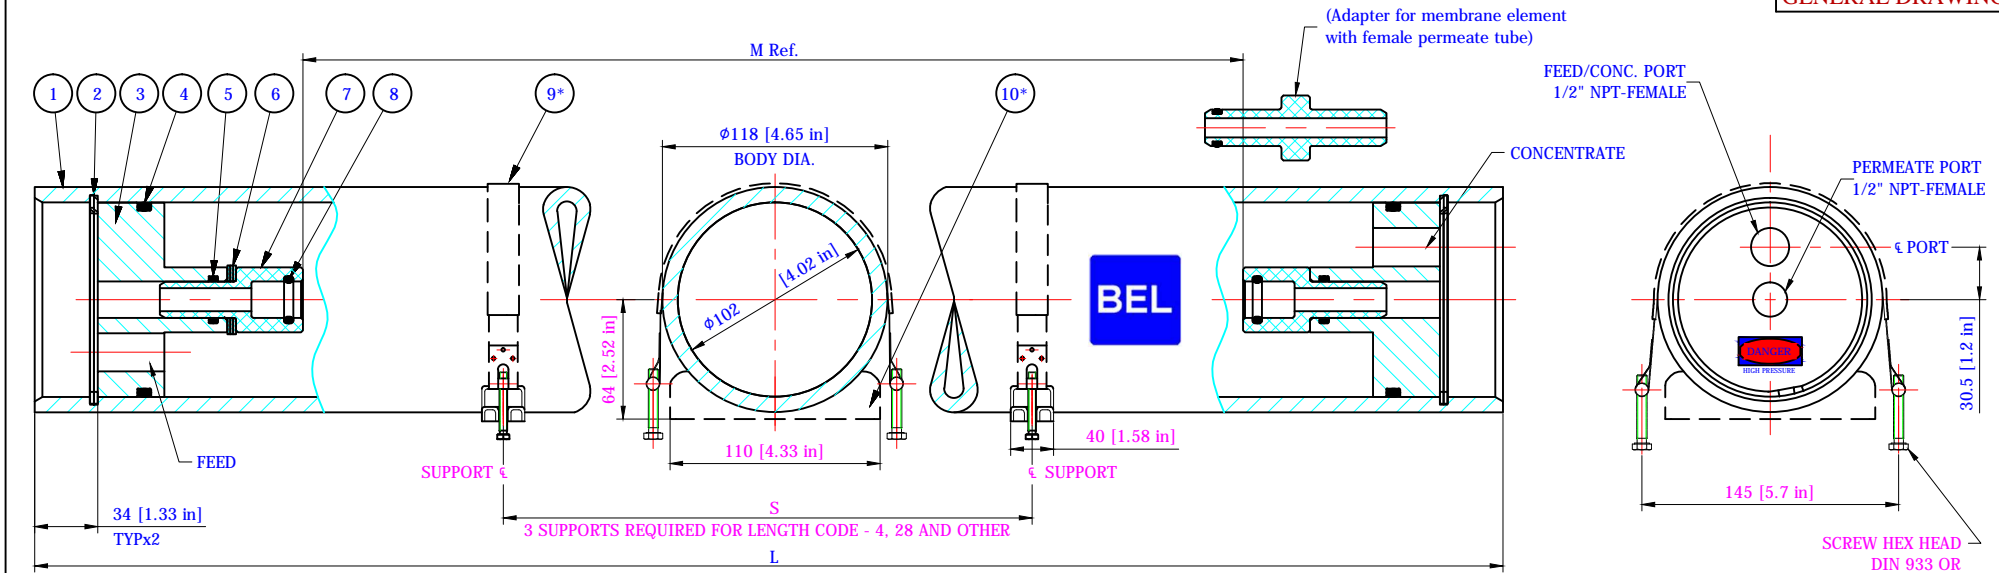 GENERAL DRAWING
(Adapter for membrane element
with female permeate tube)
M Ref.
FEED/CONC. PORT
1/2" NPT-FEMALE
1
2
3
4
5
6
7
8
9*
10*
ϕ118 [4.65 in]
BODY DIA.
CONCENTRATE
PERMEATE PORT
1/2" NPT-FEMALE
℄ PORT
ϕ102 [4.02 in]
BEL
64 [2.52 in]
30.5 [1.2 in]
DANGER
HIGH PRESSURE
FEED
110 [4.33 in]
40 [1.58 in]
SUPPORT ℄
℄ SUPPORT
145 [5.7 in]
34 [1.33 in]
TYPx2
S
3 SUPPORTS REQUIRED FOR LENGTH CODE - 4, 28 AND OTHER
L
SCREW HEX HEAD
DIN 933 OR